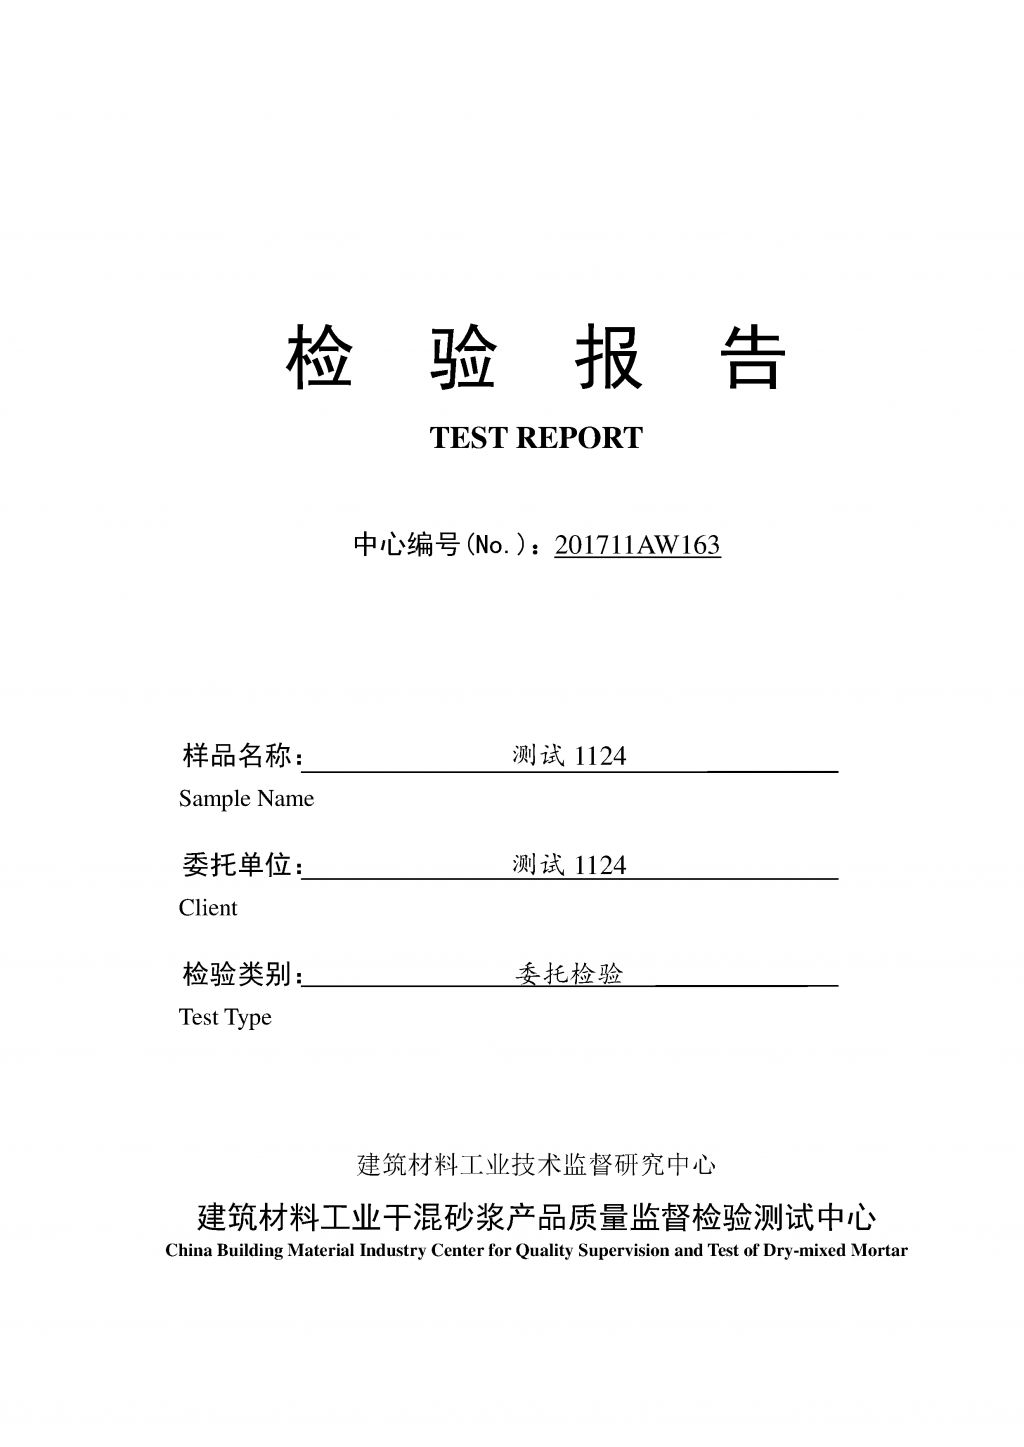 检 验 报 告
TEST REPORT
中心编号(No.)：201711AW163
样品名称： 测试 1124
Sample Name
委托单位： 测试 1124
Client
检验类别： 委托检验
Test Type
建筑材料工业技术监督研究中心
建筑材料工业干混砂浆产品质量监督检验测试中心
China Building Material Industry Center for Quality Supervision and Test of Dry-mixed Mortar